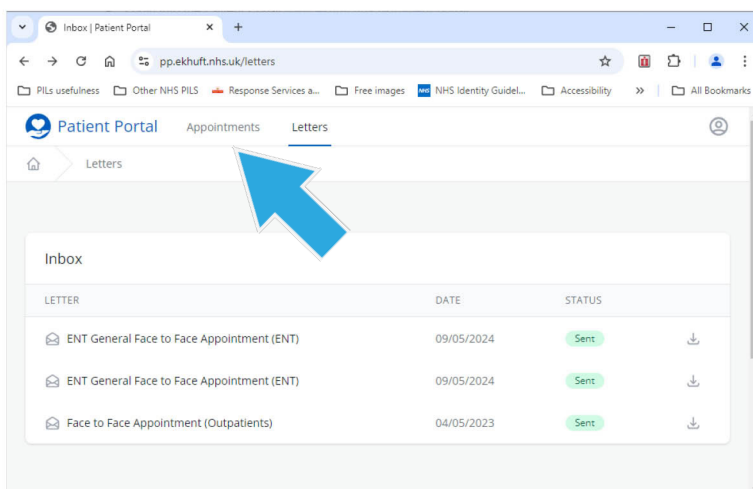 Inbox | Patient Portal
pp.ekhuft.nhs.uk/letters
PILs usefulness Other NHS PILS Response Services a... Free images NHS NHS Identity Guidel... Accessibility » All Bookmarks
Patient Portal Appointments Letters
Letters
Inbox
LETTER DATE STATUS
ENT General Face to Face Appointment (ENT) 09/05/2024 Sent
ENT General Face to Face Appointment (ENT) 09/05/2024 Sent
Face to Face Appointment (Outpatients) 04/05/2023 Sent